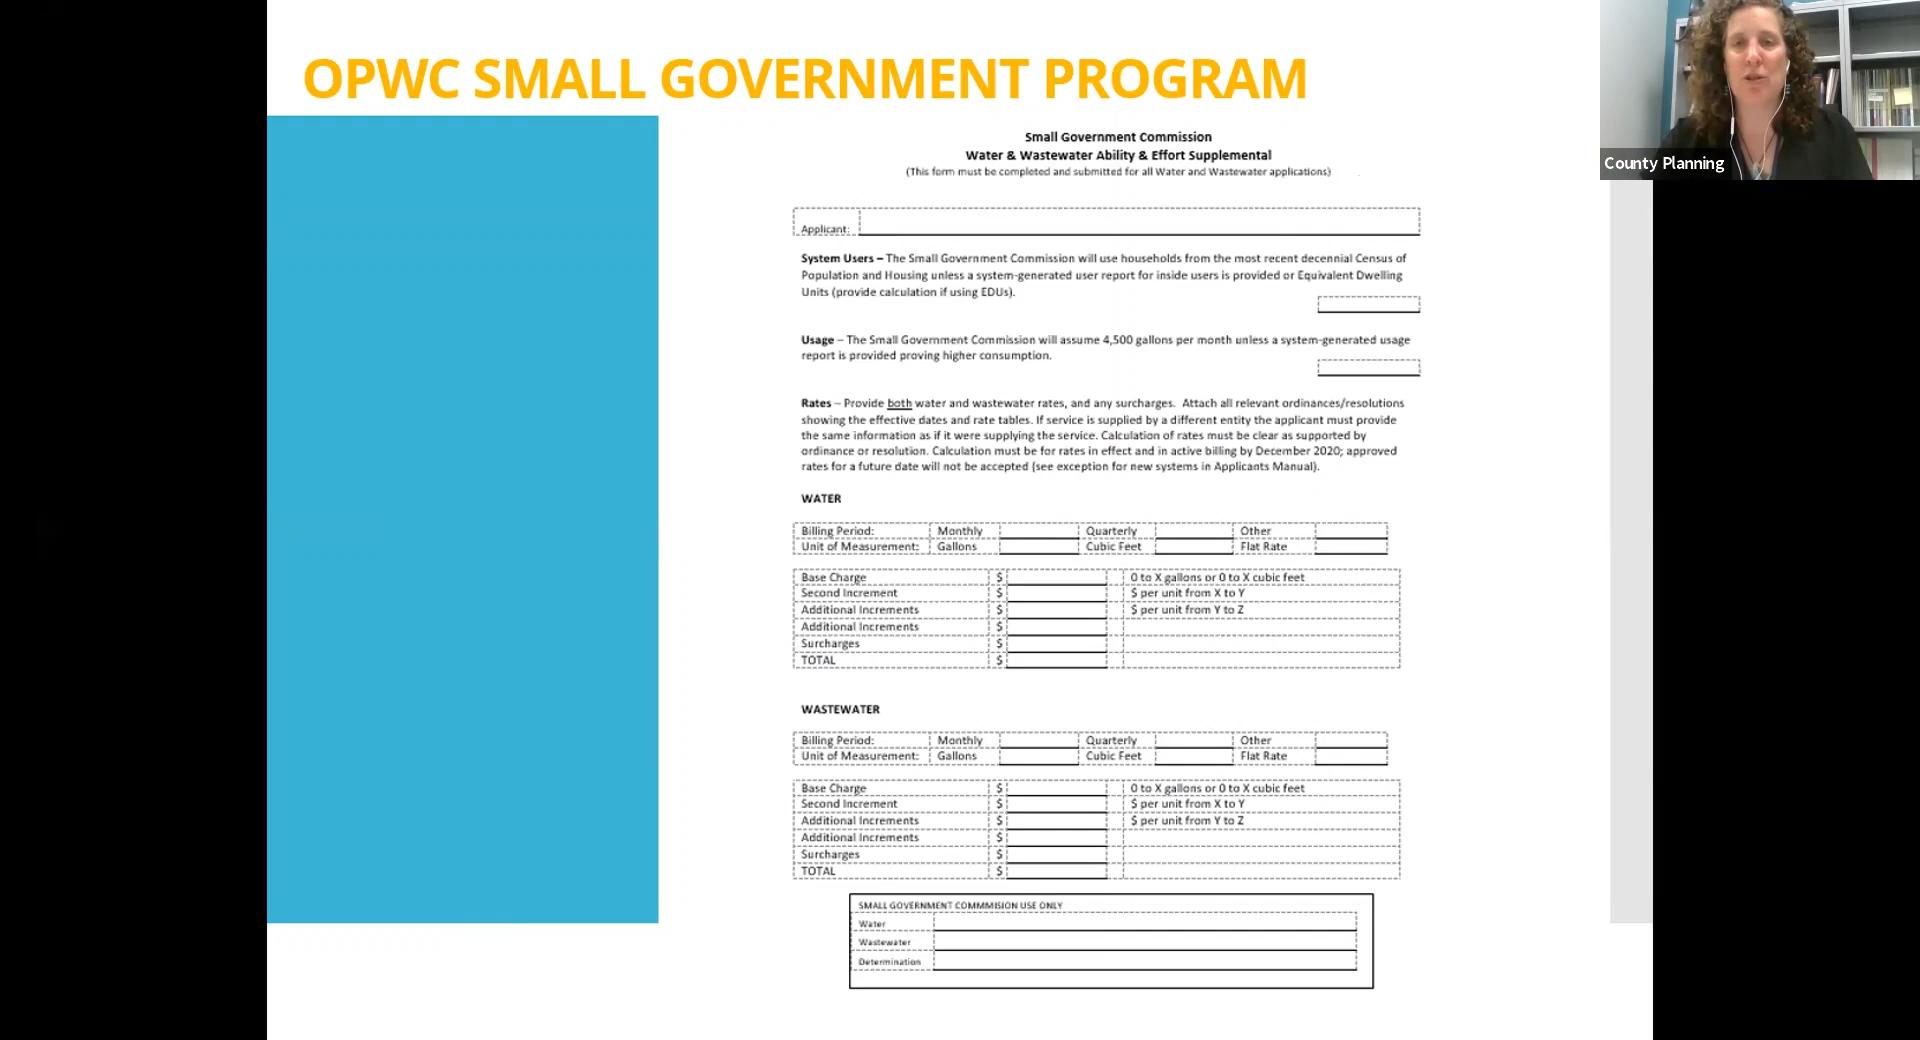 OPWC SMALL GOVERNMENT PROGRAM
County Planning
Small Government Commission
Water & Wastewater Ability & Effort Supplemental
(This form must be completed and submitted for all Water and Wastewater applications)
Applicant:
System Users – The Small Government Commission will use households from the most recent decennial Census of
Population and Housing unless a system-generated user report for inside users is provided or Equivalent Dwelling
Units (provide calculation if using EDUs).
Usage – The Small Government Commission will assume 4,500 gallons per month unless a system-generated usage
report is provided proving higher consumption.
Rates – Provide both water and wastewater rates, and any surcharges. Attach all relevant ordinances/resolutions
showing the effective dates and rate tables. If service is supplied by a different entity the applicant must provide
the same information as if it were supplying the service. Calculation of rates must be clear as supported by
ordinance or resolution. Calculation must be for rates in effect and in active billing by December 2020; approved
rates for a future date will not be accepted (see exception for new systems in Applicants Manual).
WATER
Billing Period: Monthly Quarterly Other
Unit of Measurement: Gallons Cubic Feet Flat Rate
Base Charge $ 0 to X gallons or 0 to X cubic feet
Second Increment $ $ per unit from X to Y
Additional Increments $ $ per unit from Y to Z
Additional Increments $
Surcharges $
TOTAL $
WASTEWATER
Billing Period: Monthly Quarterly Other
Unit of Measurement: Gallons Cubic Feet Flat Rate
Base Charge $ 0 to X gallons or 0 to X cubic feet
Second Increment $ $ per unit from X to Y
Additional Increments $ $ per unit from Y to Z
Additional Increments $
Surcharges $
TOTAL $
SMALL GOVERNMENT COMMMISION USE ONLY
Water
Wastewater
Determination